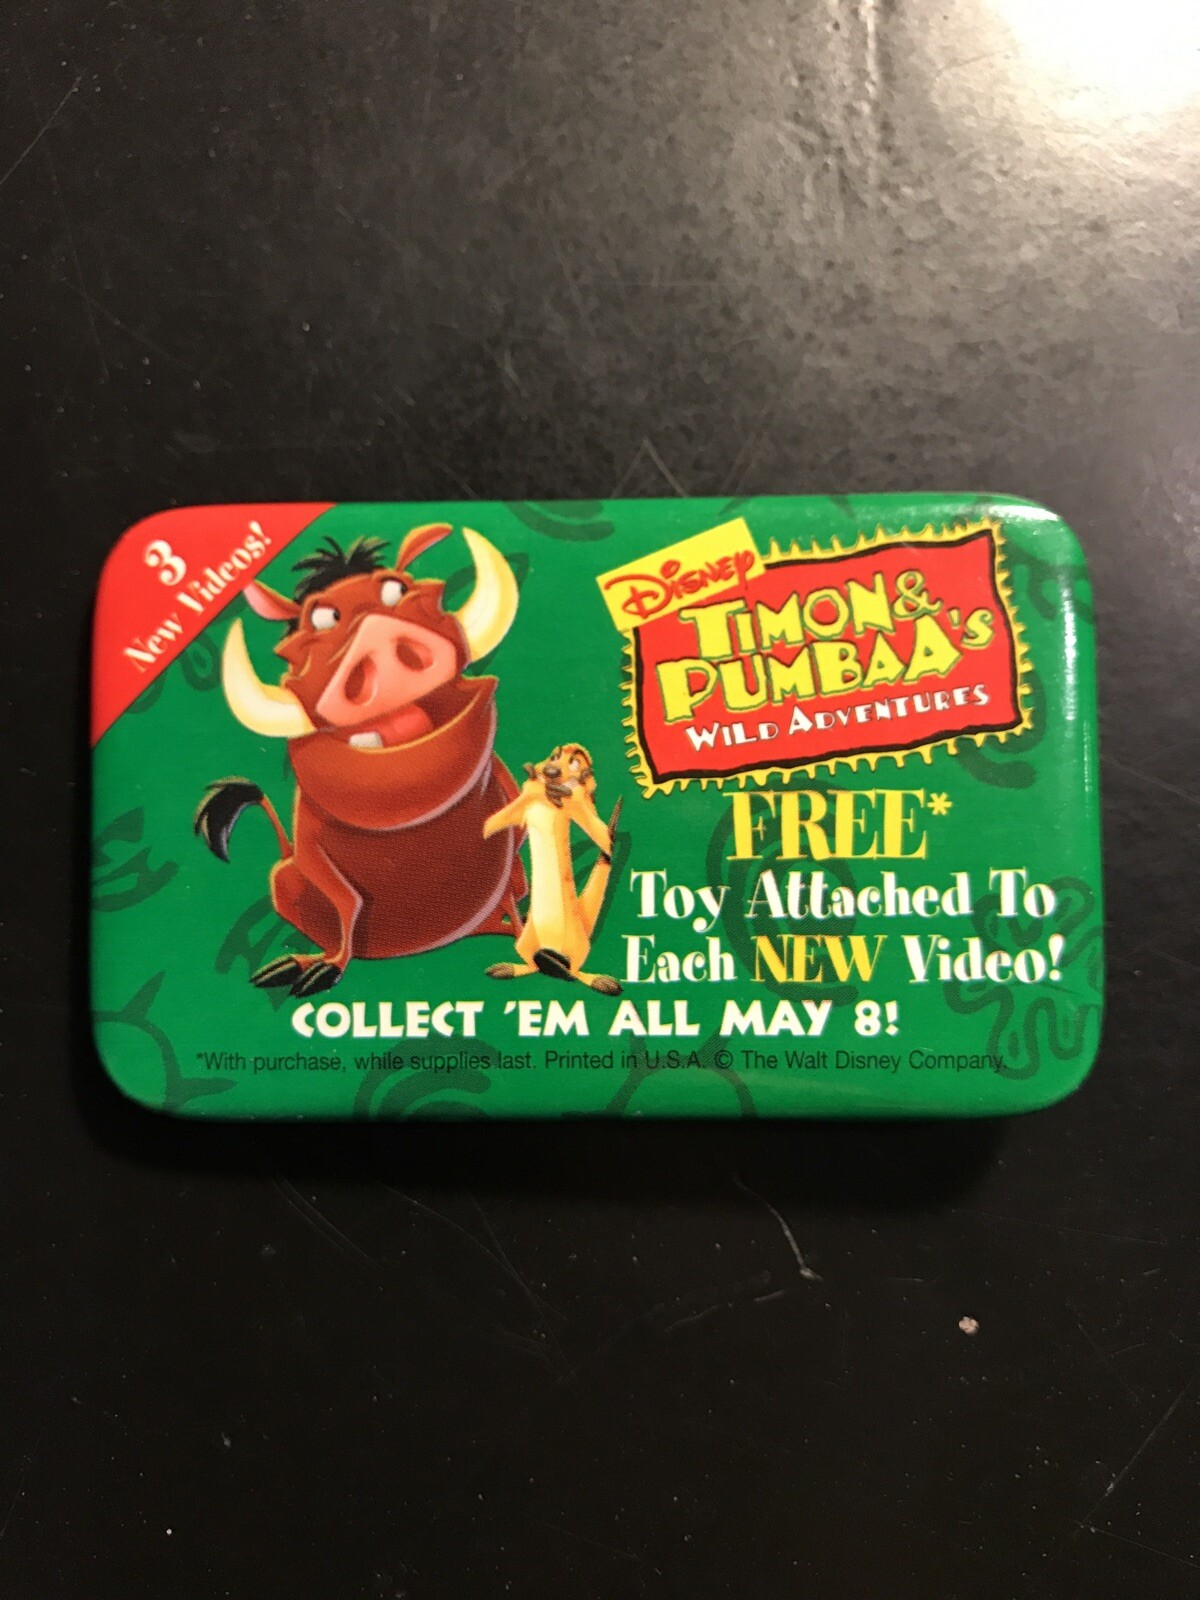 3
New Videos!
Disney
TIMON &
PUMBAA's
WILD ADVENTURES
FREE*
Toy Attached To
Each NEW Video!
COLLECT 'EM ALL MAY 8!
*With purchase, while supplies last. Printed in U.S.A. © The Walt Disney Company.